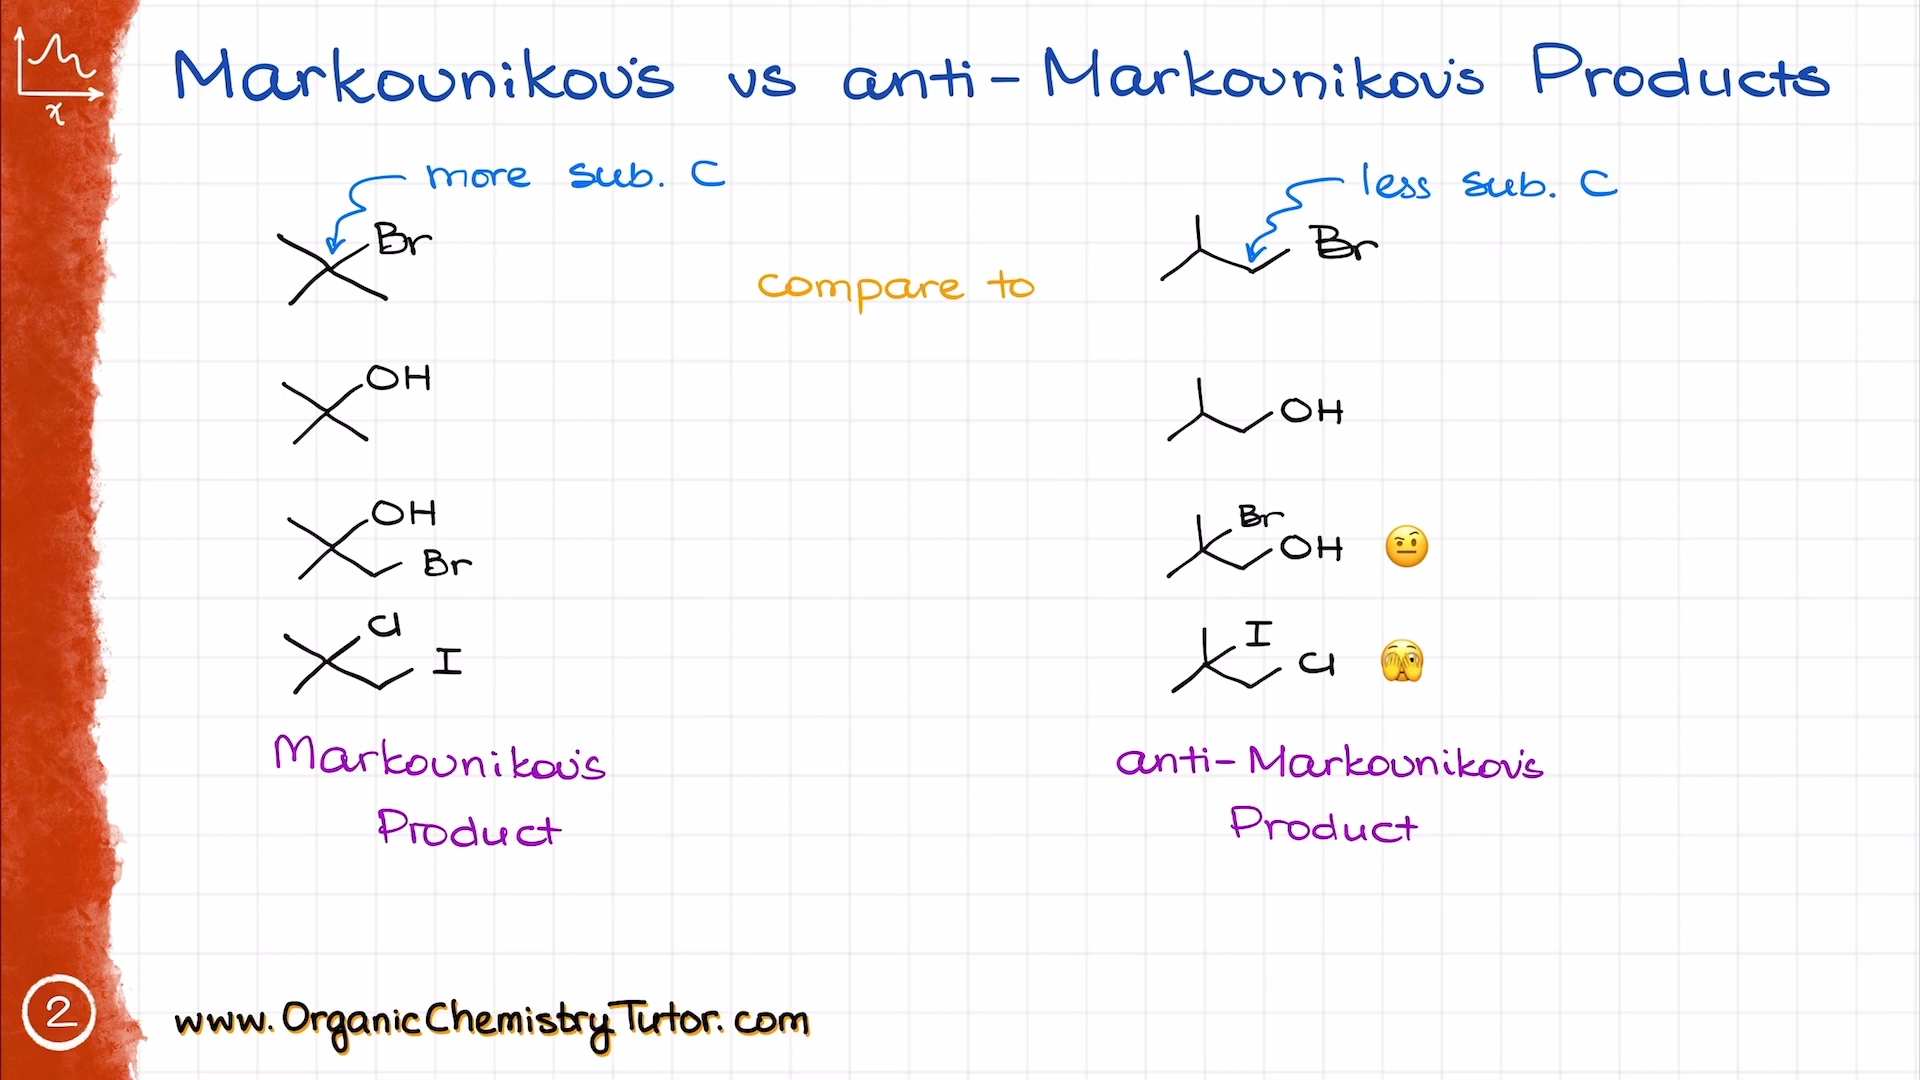 x
Markovnikov's vs anti-Markovnikov's Products
more sub. C
less sub. C
Br
Br
compare to
OH
OH
OH
Br
Br
OH
Cl
I
I
Cl
Markovnikov's
Product
anti-Markovnikov's
Product
2
www.OrganicChemistryTutor.com